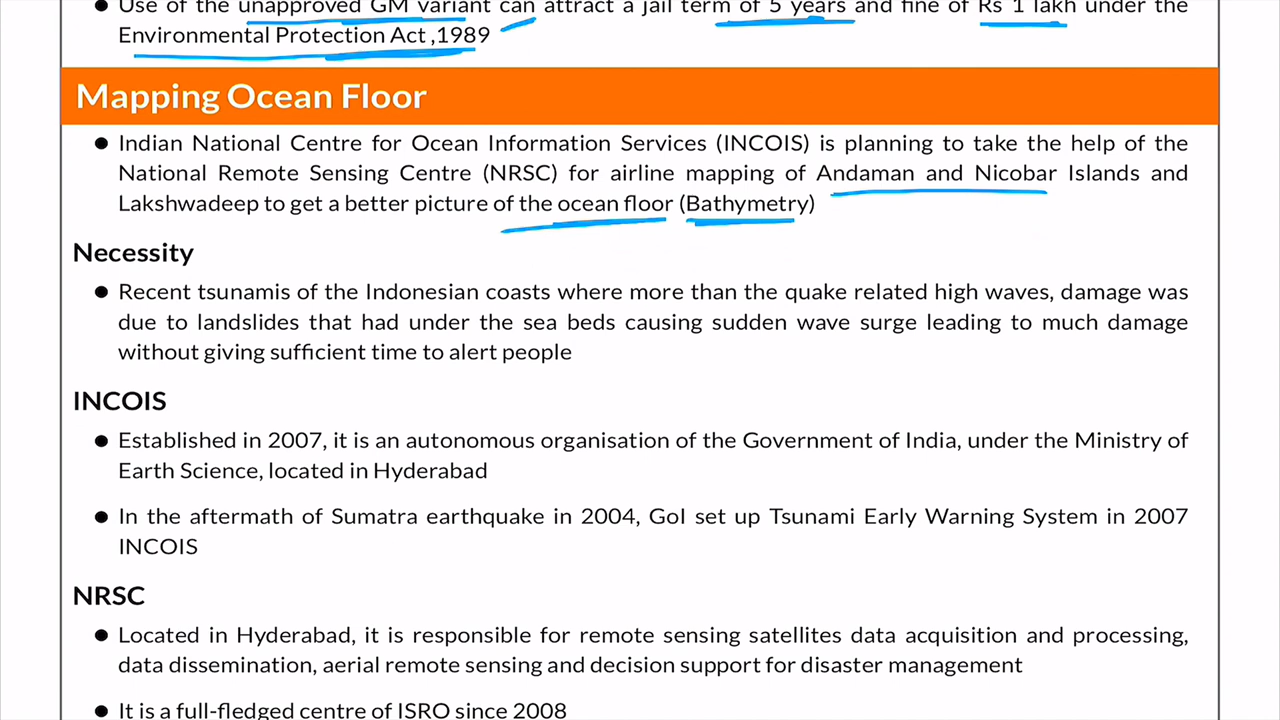 Use of the unapproved GM variant can attract a jail term of 5 years and fine of Rs 1 lakh under the
Environmental Protection Act ,1989
Mapping Ocean Floor
Indian National Centre for Ocean Information Services (INCOIS) is planning to take the help of the
National Remote Sensing Centre (NRSC) for airline mapping of Andaman and Nicobar Islands and
Lakshwadeep to get a better picture of the ocean floor (Bathymetry)
Necessity
Recent tsunamis of the Indonesian coasts where more than the quake related high waves, damage was
due to landslides that had under the sea beds causing sudden wave surge leading to much damage
without giving sufficient time to alert people
INCOIS
Established in 2007, it is an autonomous organisation of the Government of India, under the Ministry of
Earth Science, located in Hyderabad
In the aftermath of Sumatra earthquake in 2004, GoI set up Tsunami Early Warning System in 2007
INCOIS
NRSC
Located in Hyderabad, it is responsible for remote sensing satellites data acquisition and processing,
data dissemination, aerial remote sensing and decision support for disaster management
It is a full-fledged centre of ISRO since 2008